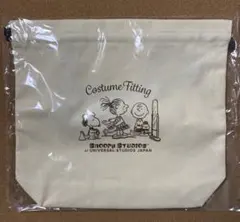 Costume Fitting
SNOOPY STUDIOS
at UNIVERSAL STUDIOS JAPAN